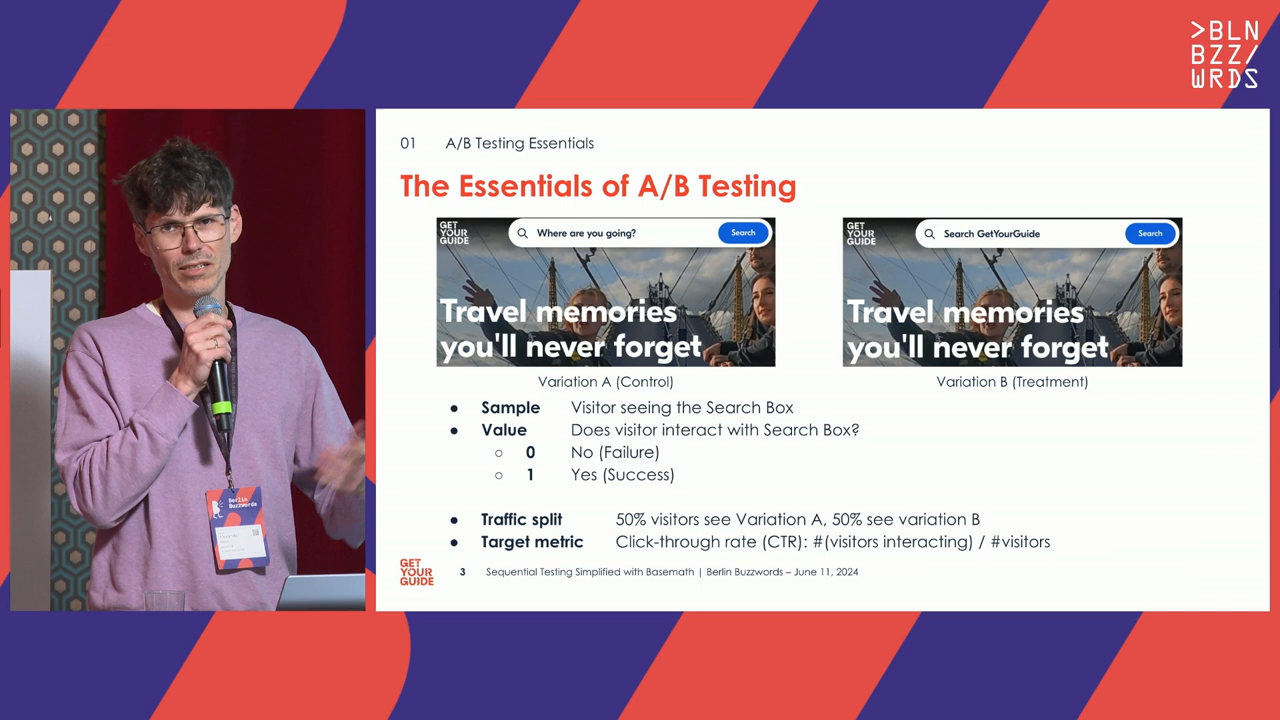 >BLN
BZZ/
WRDS
01 A/B Testing Essentials
The Essentials of A/B Testing
GET
YOUR
GUIDE
Where are you going?
Search
Travel memories
you'll never forget
GET
YOUR
GUIDE
Search GetYourGuide
Search
Travel memories
you'll never forget
Variation A (Control)
Variation B (Treatment)
● Sample Visitor seeing the Search Box
● Value Does visitor interact with Search Box?
○ 0 No (Failure)
○ 1 Yes (Success)
● Traffic split 50% visitors see Variation A, 50% see variation B
● Target metric Click-through rate (CTR): #(visitors interacting) / #visitors
GET
YOUR
GUIDE
3 Sequential Testing Simplified with Basemath | Berlin Buzzwords – June 11, 2024
Berlin
Buzzwords